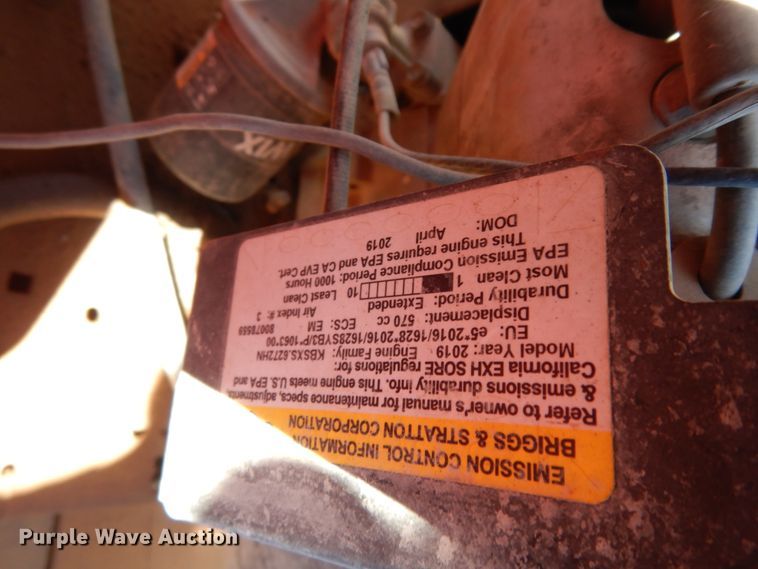 EMISSION CONTROL INFORMATION
BRIGGS & STRATTON CORPORATION
Refer to owner's manual for maintenance specs, adjustments
& emissions durability info. This engine meets U.S. EPA and
California EXH SORE regulations for:
Model Year: 2019 Engine Family: KBSXS.6272HN
EU: e5*2016/1628*2016/1628SYB3/P*1063*00
Displacement: 570 cc ECS: EM 80078559
Durability Period: Extended Air Index #: 3
1 10
Most Clean Least Clean
EPA Emission Compliance Period: 1000 Hours
This engine requires EPA and CA EVP Cert.
DOM: April 2019
Purple Wave Auction